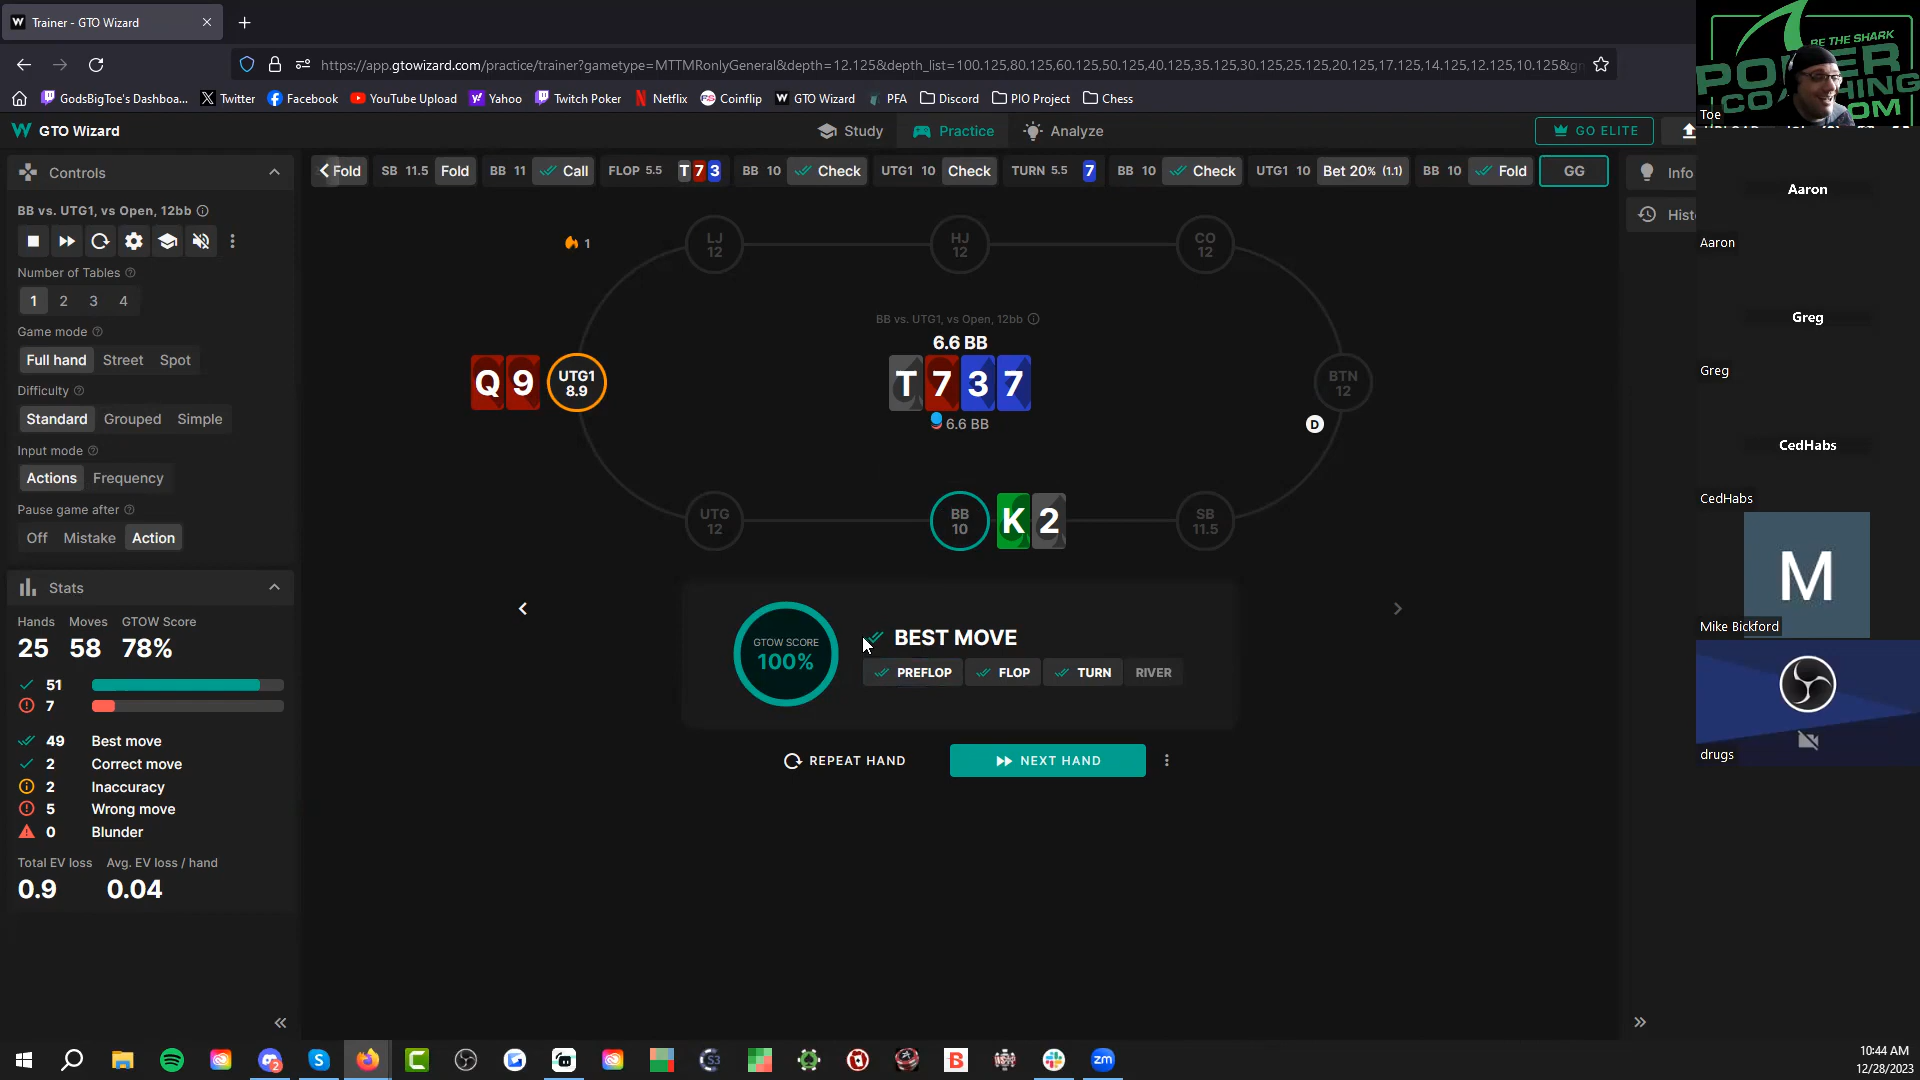 Trainer - GTO Wizard
https://app.gtowizard.com/practice/trainer?gametype=MTTMRonlyGeneral&depth=12.125&depth_list=100.125,80.125,60.125,50.125,40.125,35.125,30.125,25.125,20.125,17.125,14.125,12.125,10.125&g
GodsBigToe's Dashboa... Twitter Facebook YouTube Upload Yahoo Twitch Poker Netflix Coinflip GTO Wizard PFA Discord PIO Project Chess
BE THE SHARK
POKER
COACHING
.COM
Toe
GTO Wizard Study Practice Analyze GO ELITE
Controls
Fold SB 11.5 Fold BB 11 Call FLOP 5.5 T 7 3 BB 10 Check UTG1 10 Check TURN 5.5 7 BB 10 Check UTG1 10 Bet 20% (1.1) BB 10 Fold GG
Info
Histo
BB vs. UTG1, vs Open, 12bb
Number of Tables
1 2 3 4
Game mode
Full hand Street Spot
Difficulty
Standard Grouped Simple
Input mode
Actions Frequency
Pause game after
Off Mistake Action
Stats
Hands Moves GTOW Score
25 58 78%
51
7
49 Best move
2 Correct move
2 Inaccuracy
5 Wrong move
0 Blunder
Total EV loss Avg. EV loss / hand
0.9 0.04
1
LJ
12
HJ
12
CO
12
BB vs. UTG1, vs Open, 12bb
6.6 BB
Q 9
UTG1
8.9
T 7 3 7
6.6 BB
BTN
12
D
UTG
12
BB
10
K 2
SB
11.5
GTOW SCORE
100%
BEST MOVE
PREFLOP FLOP TURN RIVER
REPEAT HAND NEXT HAND
Aaron
Aaron
Greg
Greg
CedHabs
CedHabs
M
Mike Bickford
drugs
2 S3 B zm
10:44 AM
12/28/2023